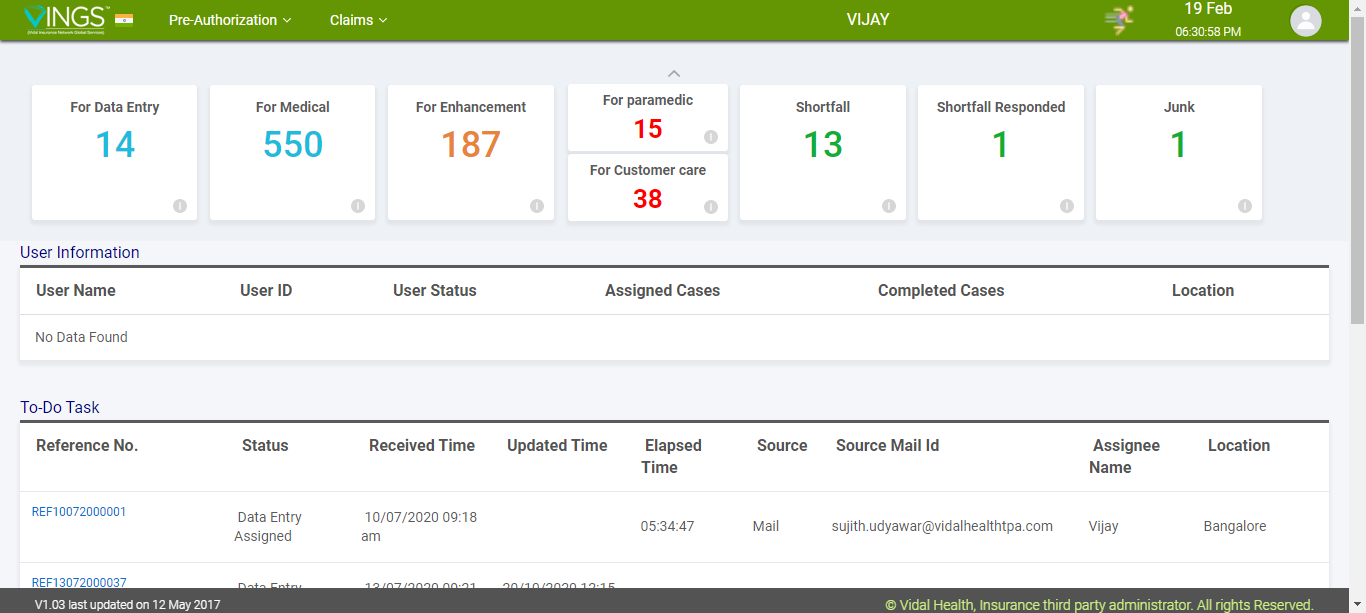 VINGS™
(Vidal Insurance Network Global Services)
Pre-Authorization
Claims
VIJAY
19 Feb
06:30:58 PM
For Data Entry
14
For Medical
550
For Enhancement
187
For paramedic
15
For Customer care
38
Shortfall
13
Shortfall Responded
1
Junk
1
User Information
User Name User ID User Status Assigned Cases Completed Cases Location
No Data Found
To-Do Task
Reference No. Status Received Time Updated Time Elapsed Source Source Mail Id Assignee Location
Time Name
REF10072000001 Data Entry 10/07/2020 09:18 05:34:47 Mail sujith.udyawar@vidalhealthtpa.com Vijay Bangalore
Assigned am
REF13072000037 Data Entry 13/07/2020 09:21 20/10/2020 12:15
V1.03 last updated on 12 May 2017
© Vidal Health, Insurance third party administrator. All rights Reserved.